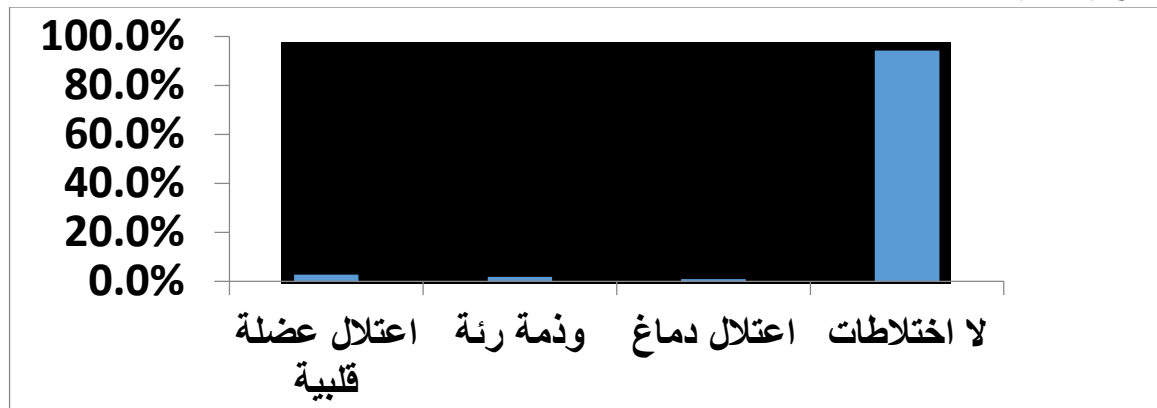 100.0%
80.0%
60.0%
40.0%
20.0%
0.0%
اعتلال عضلة
قلبية
وذمة رئة
اعتلال دماغ
لا اختلاطات